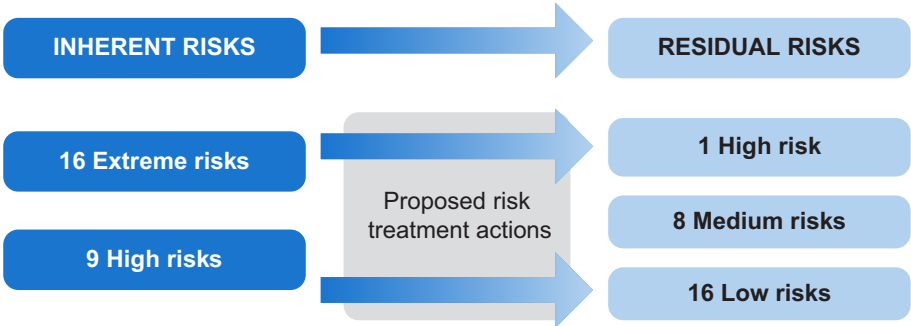 INHERENT RISKS
RESIDUAL RISKS
16 Extreme risks
9 High risks
Proposed risk
treatment actions
1 High risk
8 Medium risks
16 Low risks